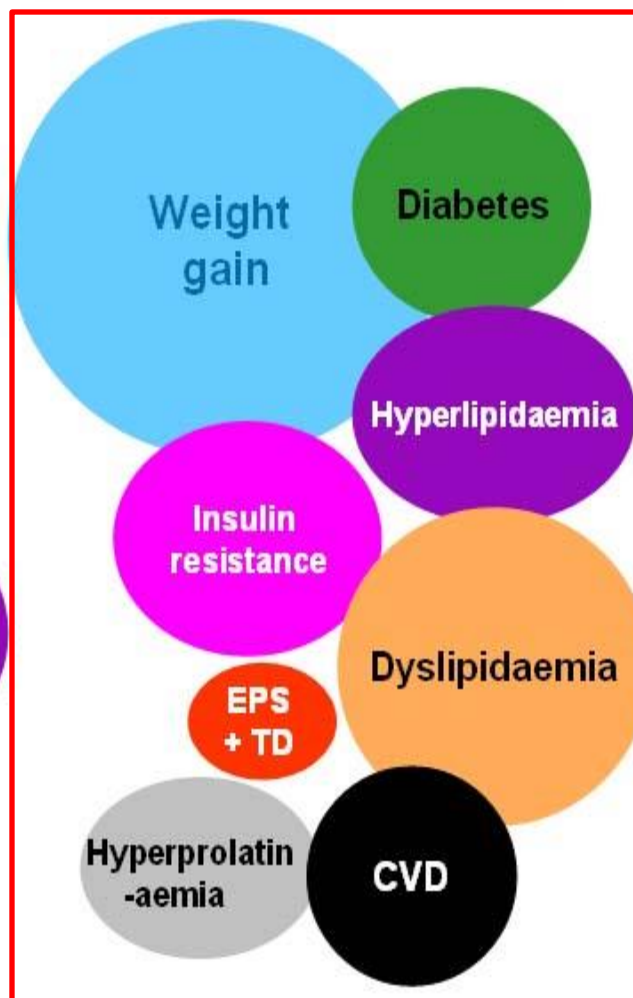 Weight
gain
Diabetes
Hyperlipidaemia
Insulin
resistance
Dyslipidaemia
EPS
+ TD
Hyperprolatin
-aemia
CVD